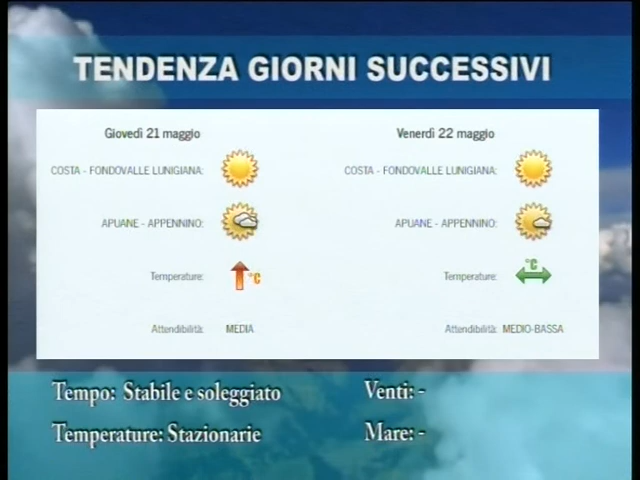 TENDENZA GIORNI SUCCESSIVI
Giovedì 21 maggio
COSTA - FONDOVALLE LUNIGIANA:
APUANE - APPENNINO:
Temperature: °C
Attendibilità: MEDIA
Venerdì 22 maggio
COSTA - FONDOVALLE LUNIGIANA:
APUANE - APPENNINO:
Temperature: °C
Attendibilità: MEDIO-BASSA
Tempo: Stabile e soleggiato
Temperature: Stazionarie
Venti: -
Mare: -